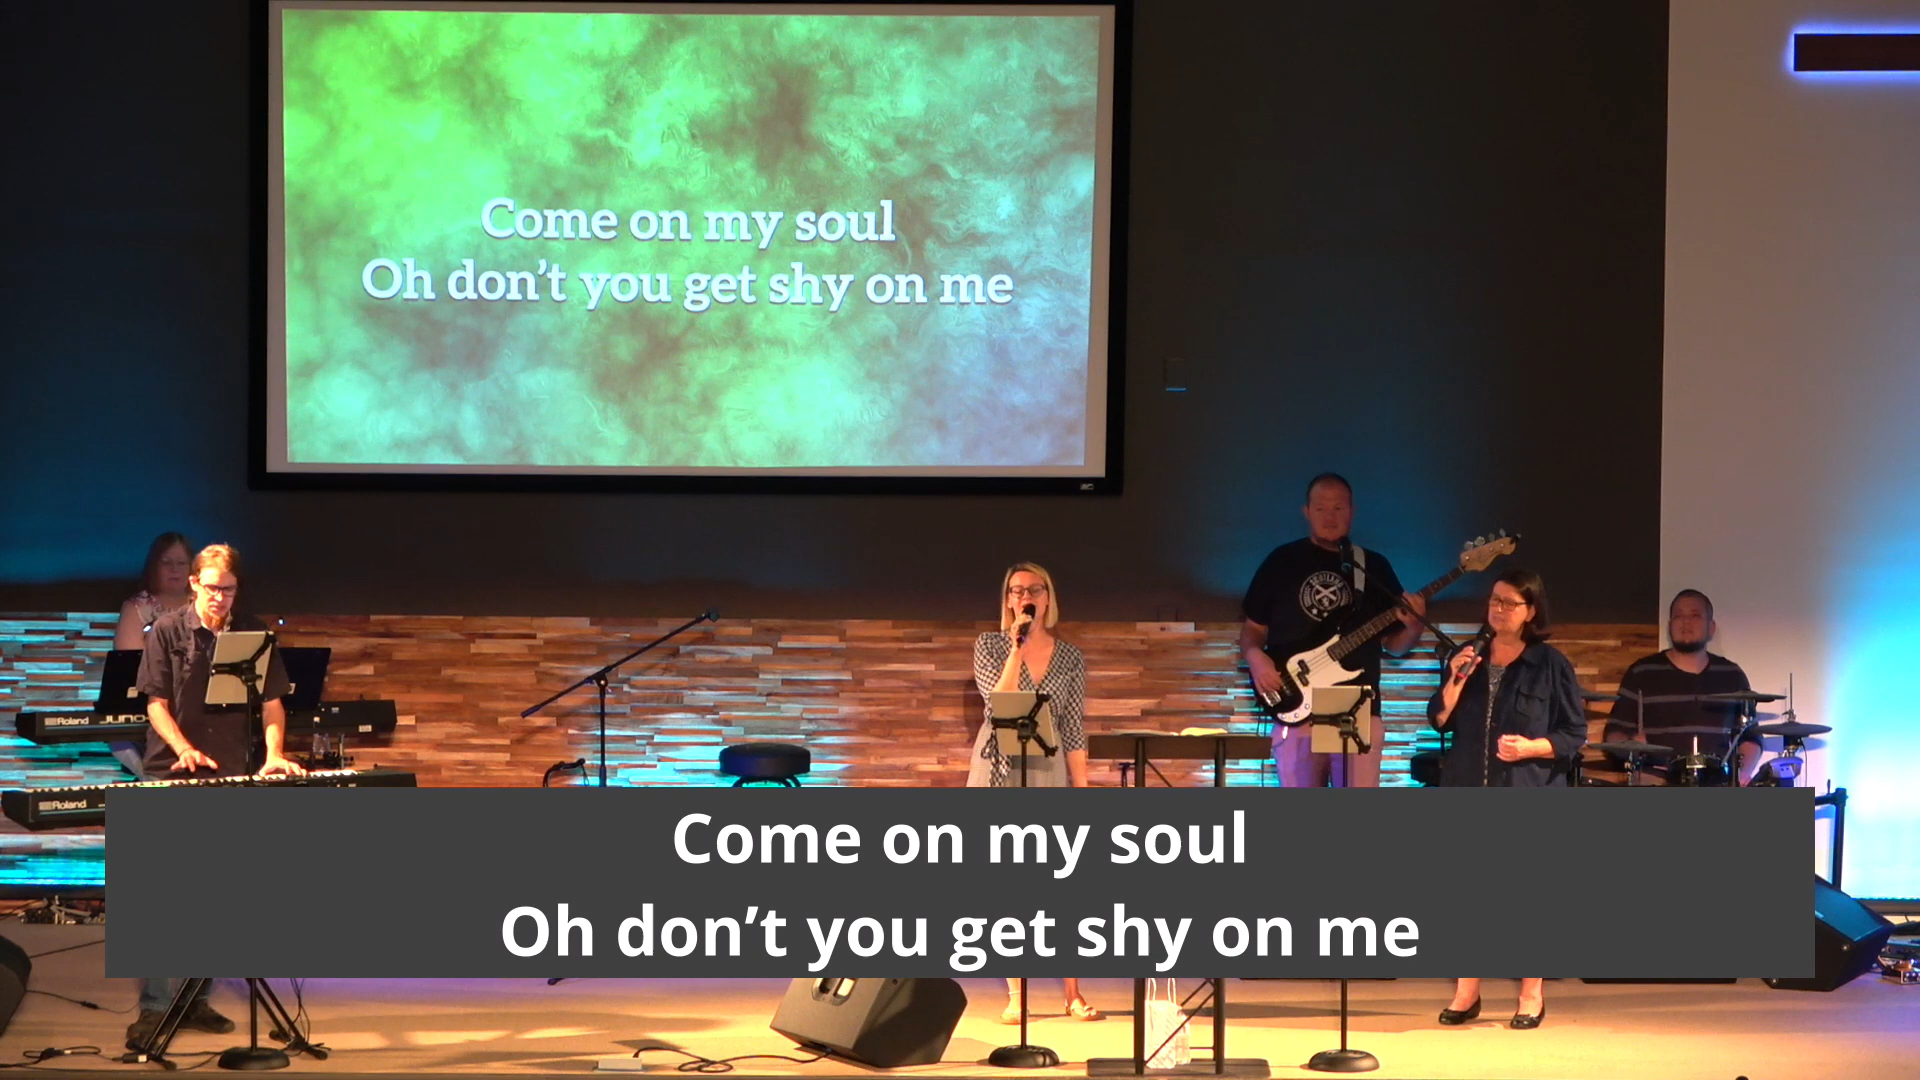 Come on my soul
Oh don't you get shy on me
Roland JUNO-
Roland
Come on my soul
Oh don’t you get shy on me